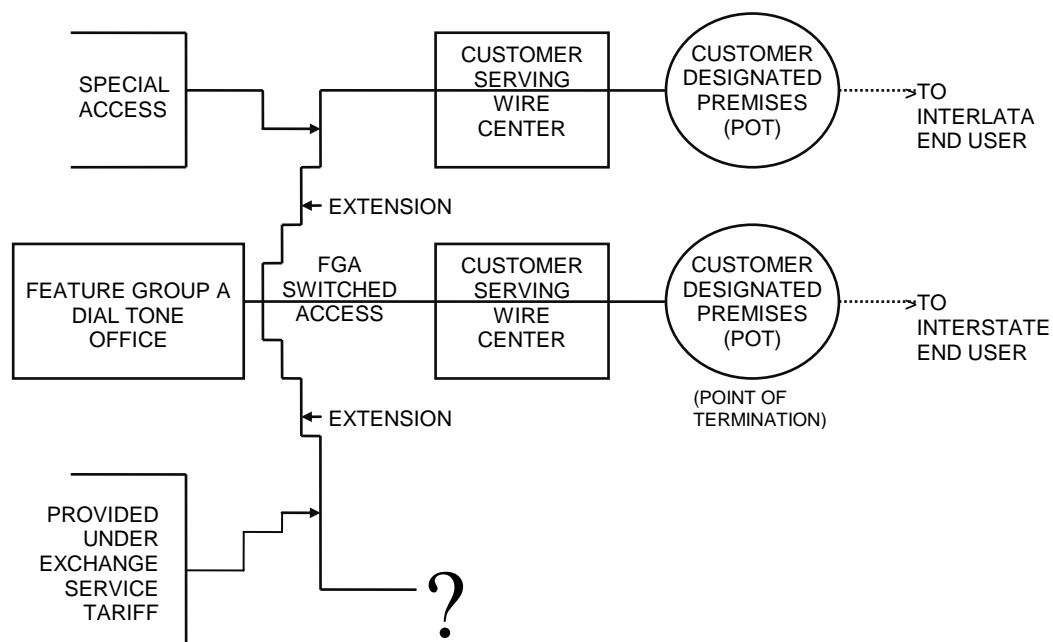 SPECIAL
ACCESS
CUSTOMER
SERVING
WIRE
CENTER
CUSTOMER
DESIGNATED
PREMISES
(POT)
>TO
INTERLATA
END USER
EXTENSION
FEATURE GROUP A
DIAL TONE
OFFICE
FGA
SWITCHED
ACCESS
CUSTOMER
SERVING
WIRE
CENTER
CUSTOMER
DESIGNATED
PREMISES
(POT)
>TO
INTERSTATE
END USER
(POINT OF
TERMINATION)
EXTENSION
PROVIDED
UNDER
EXCHANGE
SERVICE
TARIFF
?